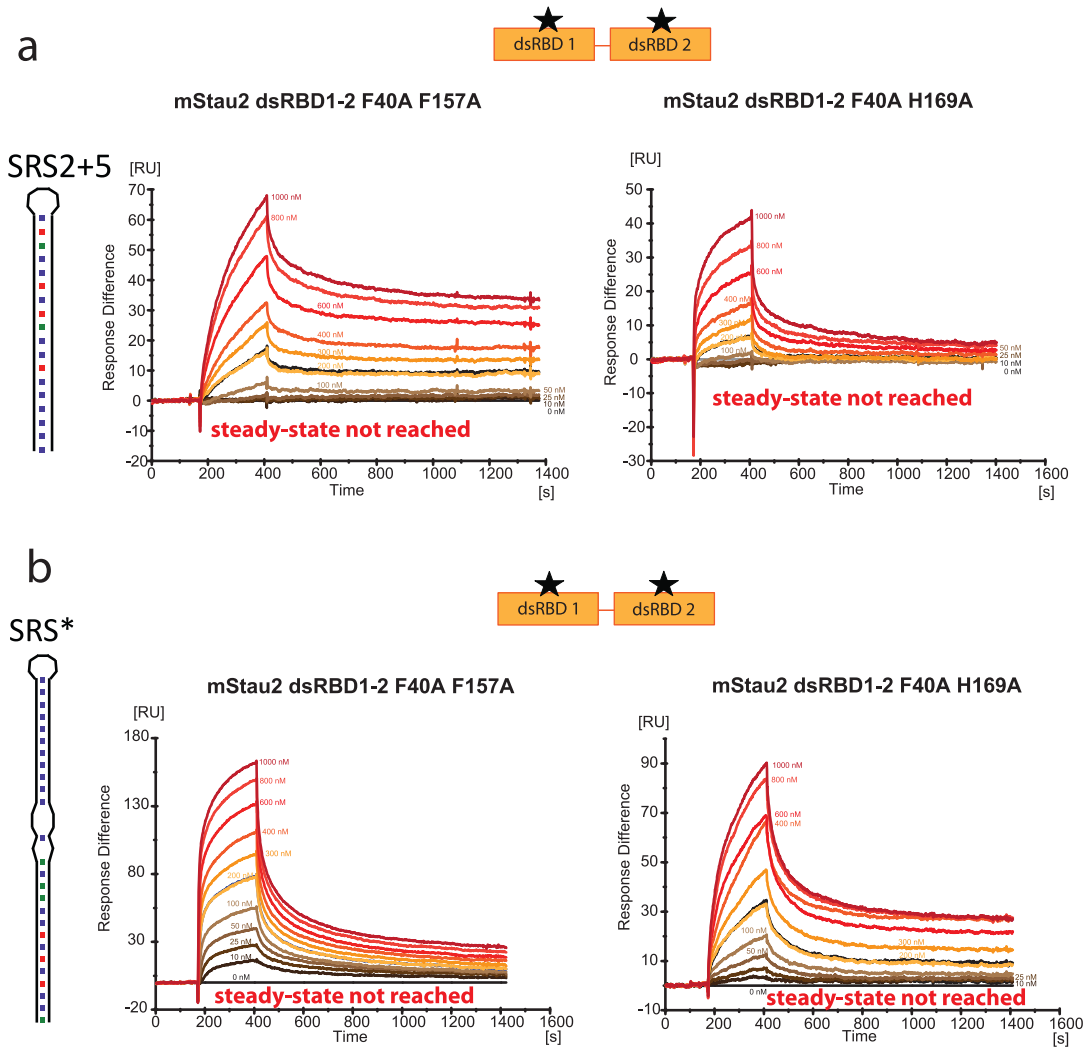 a
dsRBD 1
dsRBD 2
mStau2 dsRBD1-2 F40A F157A
mStau2 dsRBD1-2 F40A H169A
SRS2+5
[RU]
70
60
50
40
30
20
10
0
-10
-20
Response Difference
1000 nM
800 nM
600 nM
400 nM
300 nM
100 nM
50 nM
25 nM
10 nM
0 nM
steady-state not reached
0
200
400
600
800
1000
1200
1400
Time
[s]
[RU]
50
40
30
20
10
0
-10
-20
-30
Response Difference
1000 nM
800 nM
600 nM
400 nM
300 nM
200 nM
100 nM
50 nM
25 nM
10 nM
0 nM
steady-state not reached
0
200
400
600
800
1000
1200
1400
1600
Time
[s]
b
dsRBD 1
dsRBD 2
SRS*
mStau2 dsRBD1-2 F40A F157A
mStau2 dsRBD1-2 F40A H169A
[RU]
180
130
80
30
-20
Response Difference
1000 nM
800 nM
600 nM
400 nM
300 nM
200 nM
100 nM
50 nM
25 nM
10 nM
0 nM
steady-state not reached
0
200
400
600
800
1000
1200
1400
1600
Time
[s]
[RU]
90
70
50
30
10
-10
Response Difference
1000 nM
800 nM
600 nM
400 nM
300 nM
200 nM
100 nM
50 nM
25 nM
10 nM
0 nM
steady-state not reached
0
200
400
600
800
1000
1200
1400
1600
Time
[s]